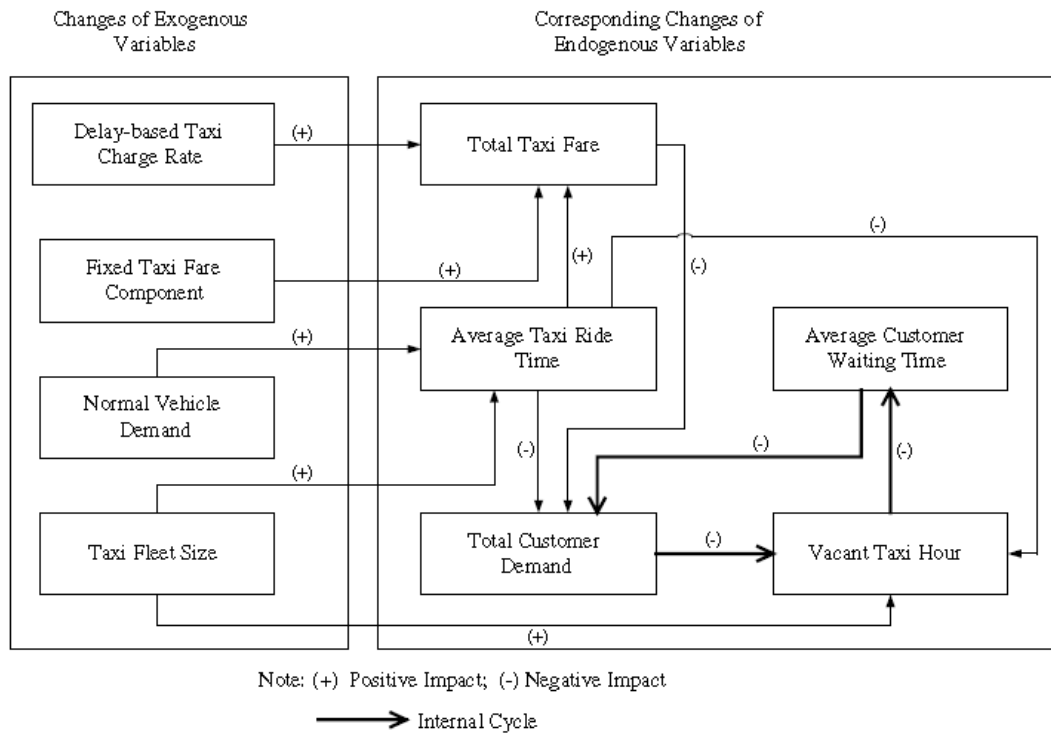 Changes of Exogenous
Variables
Corresponding Changes of
Endogenous Variables
Delay-based Taxi
Charge Rate
(+)
Total Taxi Fare
(-)
Fixed Taxi Fare
Component
(+)
(+)
(-)
(+)
Average Taxi Ride
Time
Average Customer
Waiting Time
Normal Vehicle
Demand
(-)
(-)
(-)
(+)
Taxi Fleet Size
Total Customer
Demand
(-)
Vacant Taxi Hour
(+)
Note: (+) Positive Impact; (-) Negative Impact
Internal Cycle